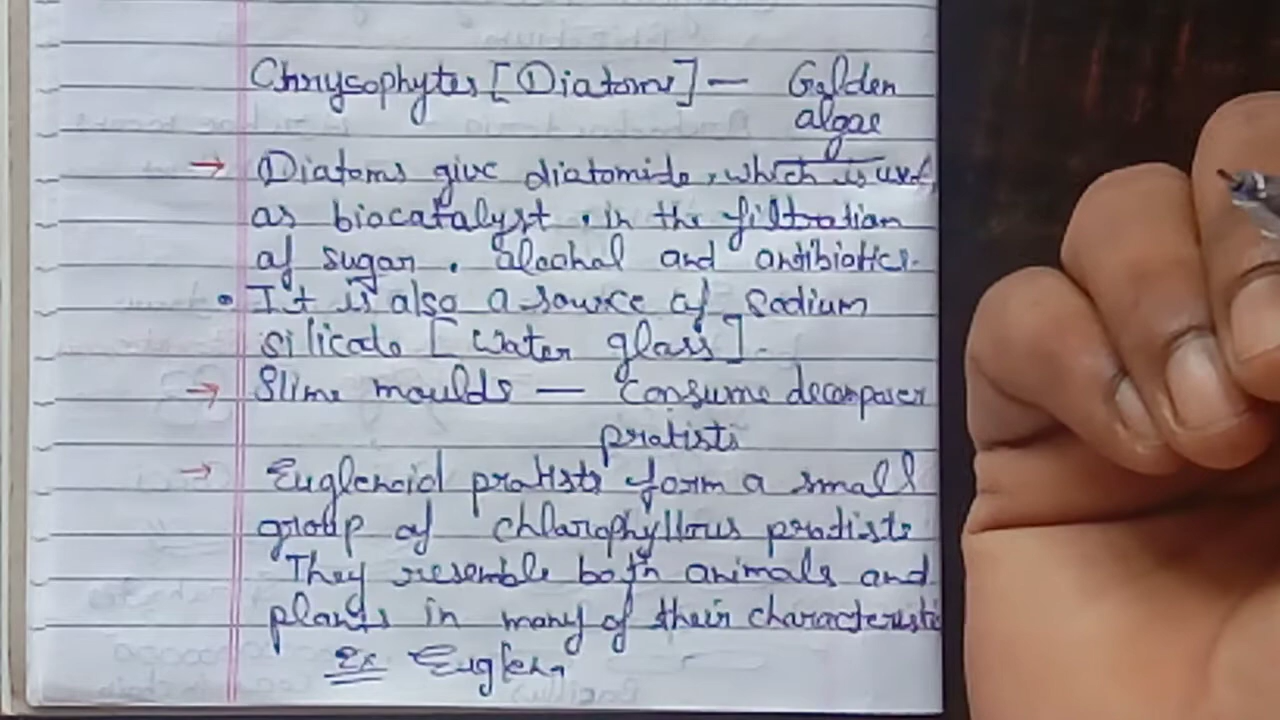 Chrysophytes [Diatoms] — Golden
algae
→ Diatoms give diatomide, which is used
as biocatalyst, in the filtration
of sugar, alcohol and antibiotics.
• It is also a source of sodium
silicate [water glass].
→ Slime moulds — Consume decomposer
protists
→ Euglenoid protists form a small
group of chlorophyllous protists
They resemble both animals and
plants in many of their characteristic
Ex Euglena